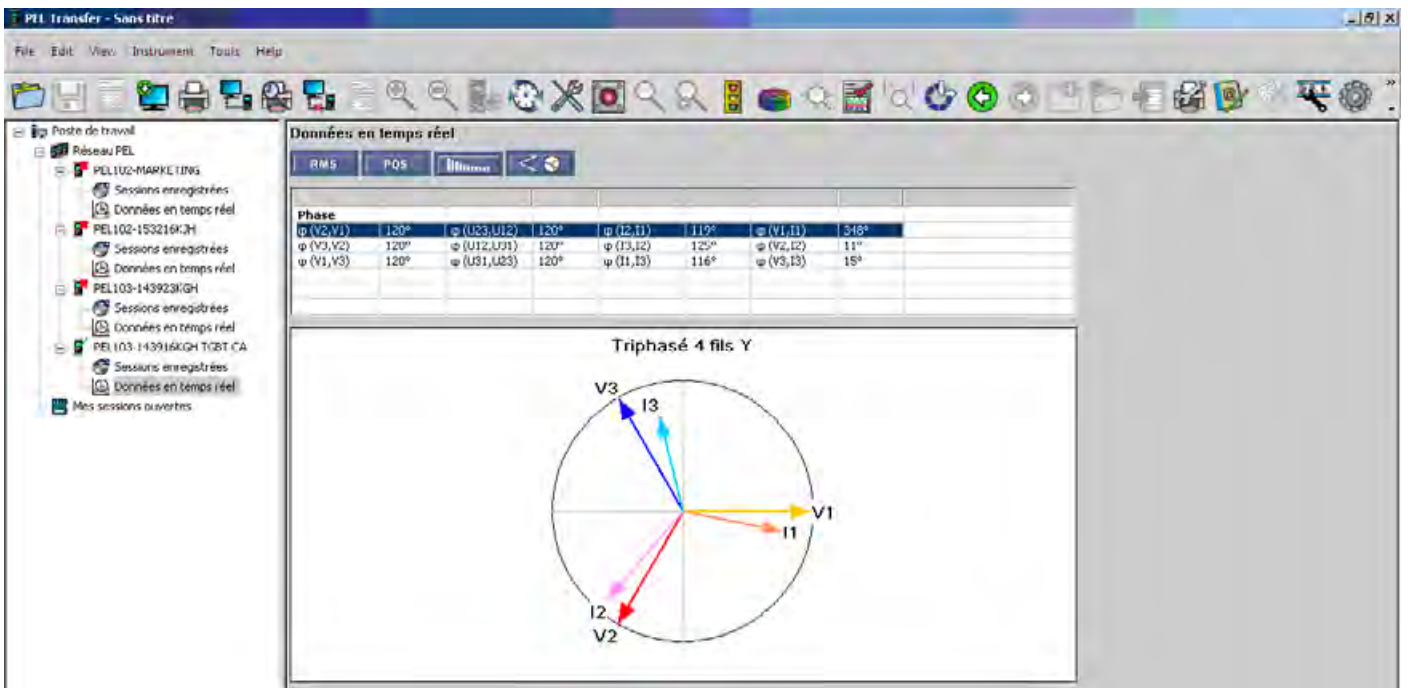 PEL Transfer - Sans titre
File Edit View Instrument Tools Help
Poste de travail
Réseau PEL
PEL102-MARKETING
Sessions enregistrées
Données en temps réel
PEL102-153216KJH
Sessions enregistrées
Données en temps réel
PEL103-143923KGH
Sessions enregistrées
Données en temps réel
PEL103-143916KGH TGBT CA
Sessions enregistrées
Données en temps réel
Mes sessions ouvertes
Données en temps réel
RMS PQS
Phase
φ (V2,V1) 120° φ (U23,U12) 120° φ (I2,I1) 119° φ (V1,I1) 348°
φ (V3,V2) 120° φ (U12,U31) 120° φ (I3,I2) 125° φ (V2,I2) 11°
φ (V1,V3) 120° φ (U31,U23) 120° φ (I1,I3) 116° φ (V3,I3) 15°
Triphasé 4 fils Y
V3
I3
V1
I1
I2
V2